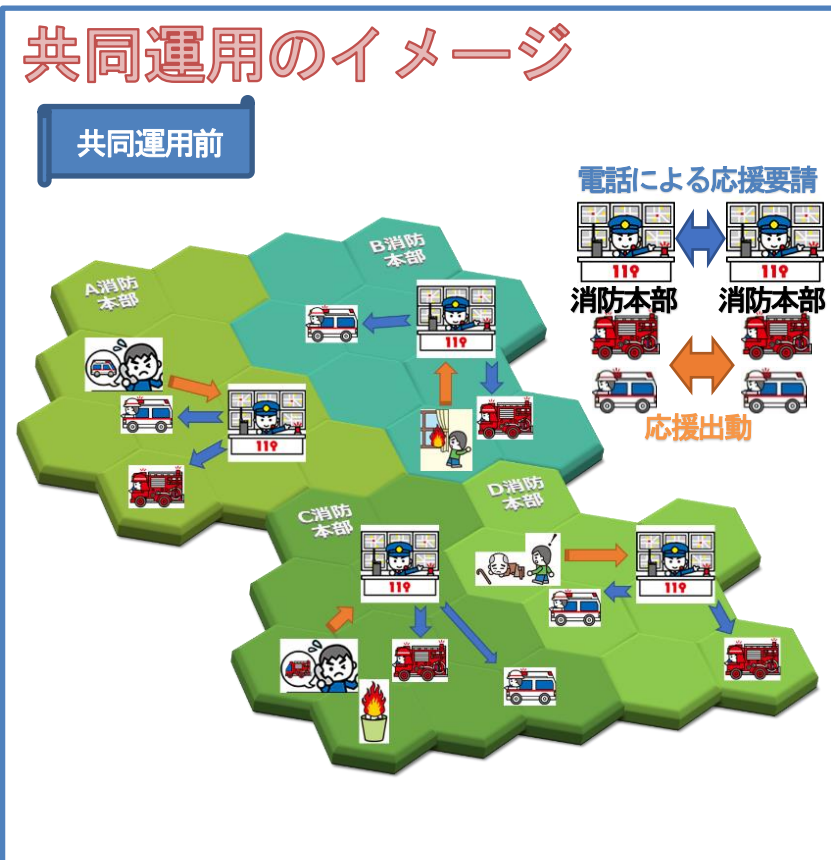 共同運用のイメージ
共同運用前
電話による応援要請
119
119
消防本部
消防本部
応援出動
A消防
本部
B消防
本部
119
119
C消防
本部
D消防
本部
119
119